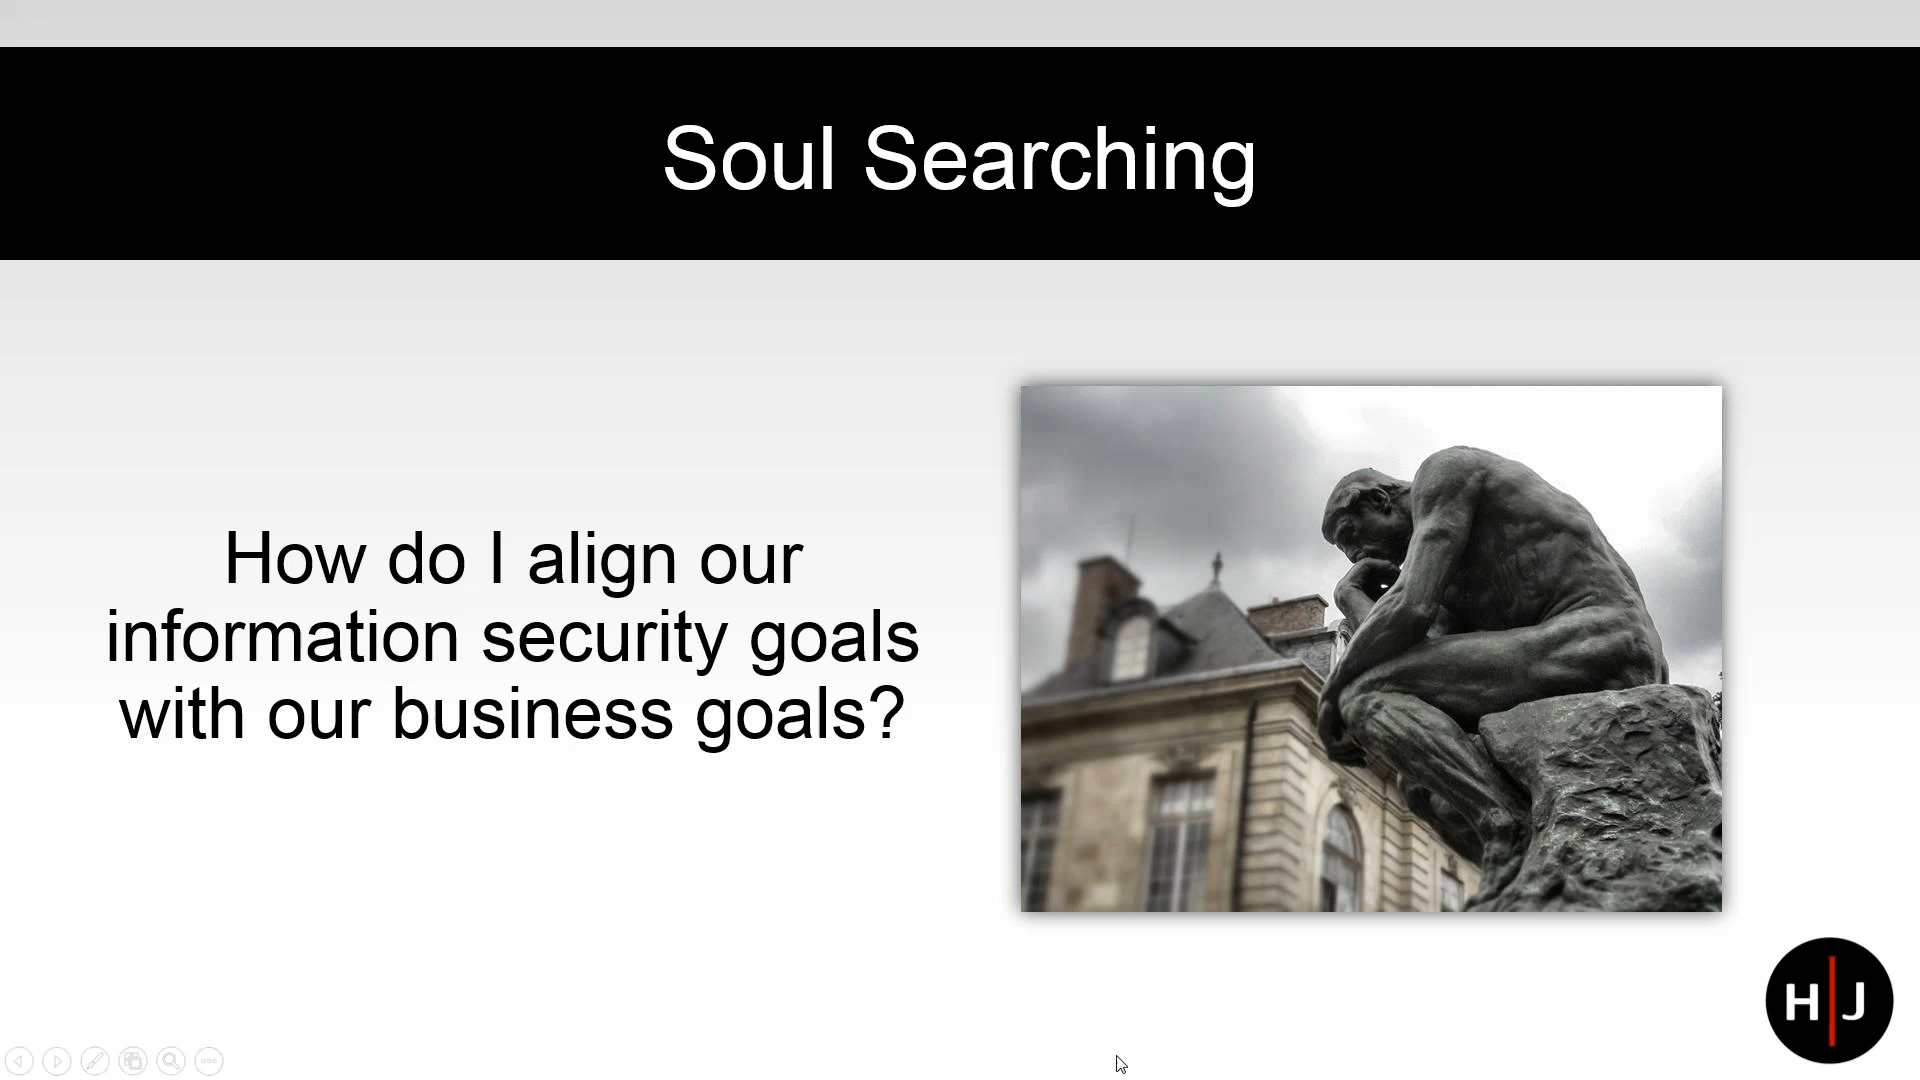 Soul Searching
How do I align our
information security goals
with our business goals?
H J